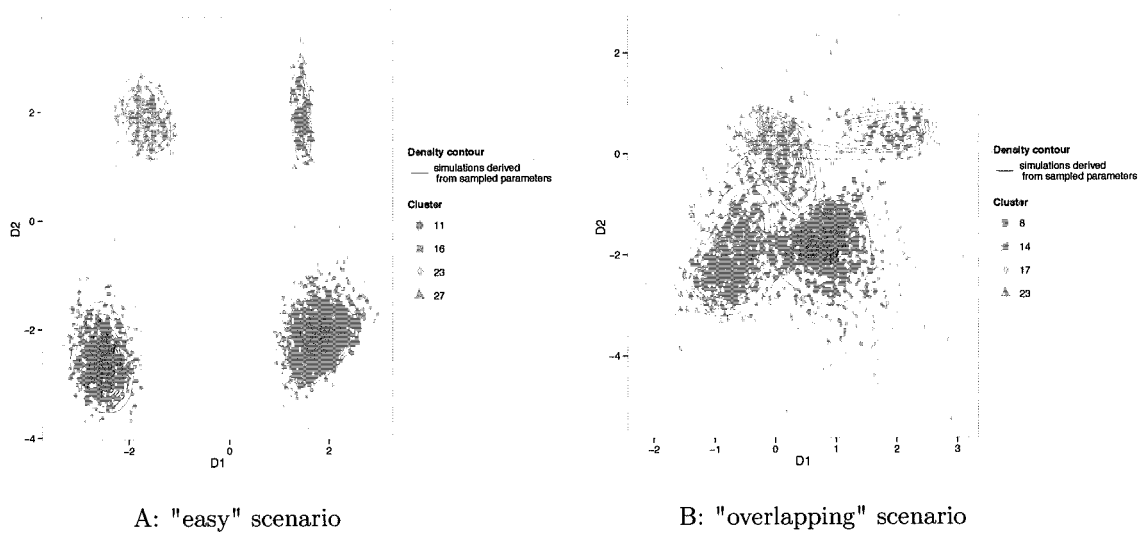 2 -
0 -
-2 -
-4 -
D2
-2
0
2
D1
Density contour
simulations derived
from sampled parameters
Cluster
11
16
23
27
2 -
0 -
-2 -
-4 -
D2
-2
-1
0
1
2
3
D1
Density contour
simulations derived
from sampled parameters
Cluster
8
14
17
23
A: "easy" scenario
B: "overlapping" scenario